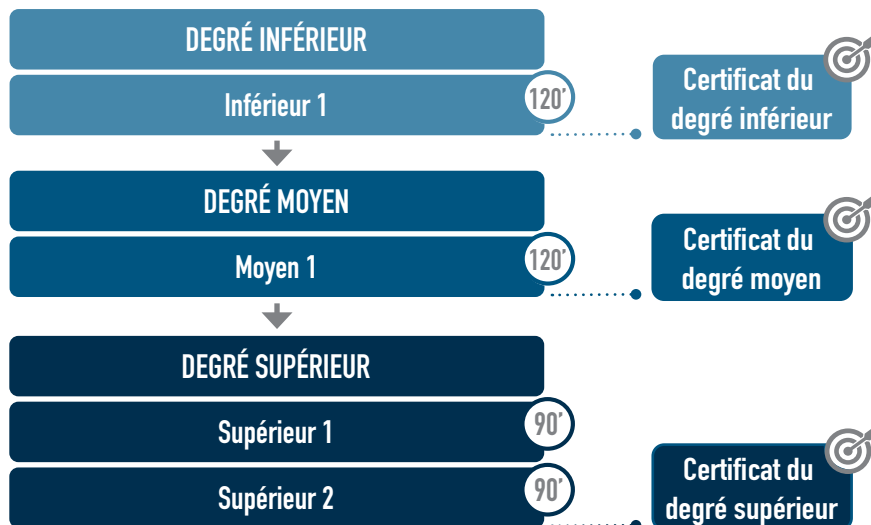 DEGRÉ INFÉRIEUR
Inférieur 1
120’
Certificat du
degré inférieur
DEGRÉ MOYEN
Moyen 1
120’
Certificat du
degré moyen
DEGRÉ SUPÉRIEUR
Supérieur 1
90’
Supérieur 2
90’
Certificat du
degré supérieur